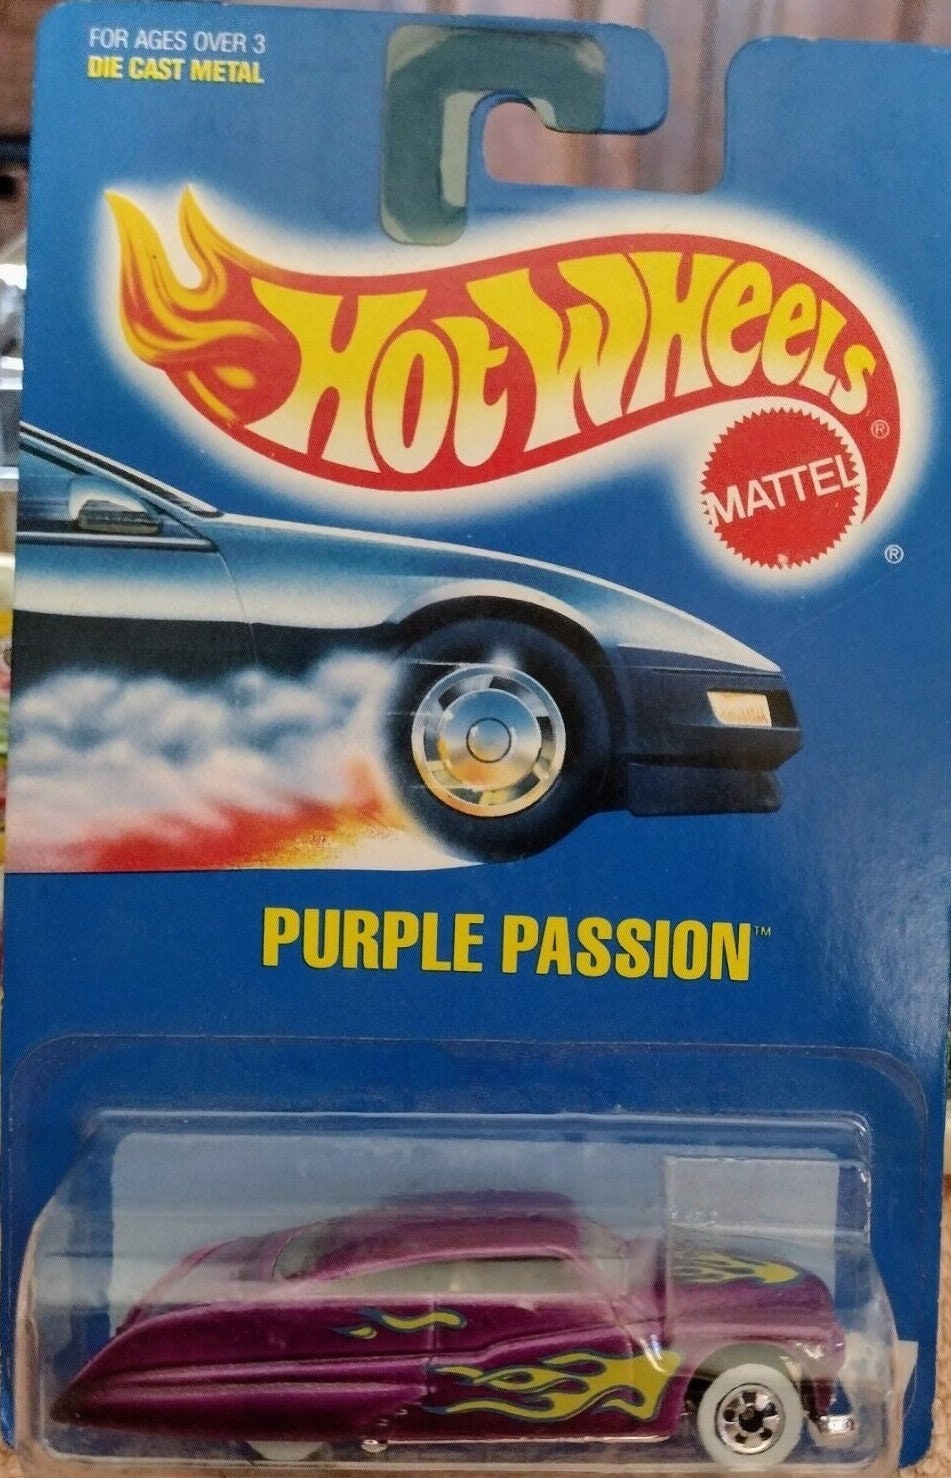 FOR AGES OVER 3
DIE CAST METAL
HOT WHEELS ®
MATTEL
®
PURPLE PASSION™